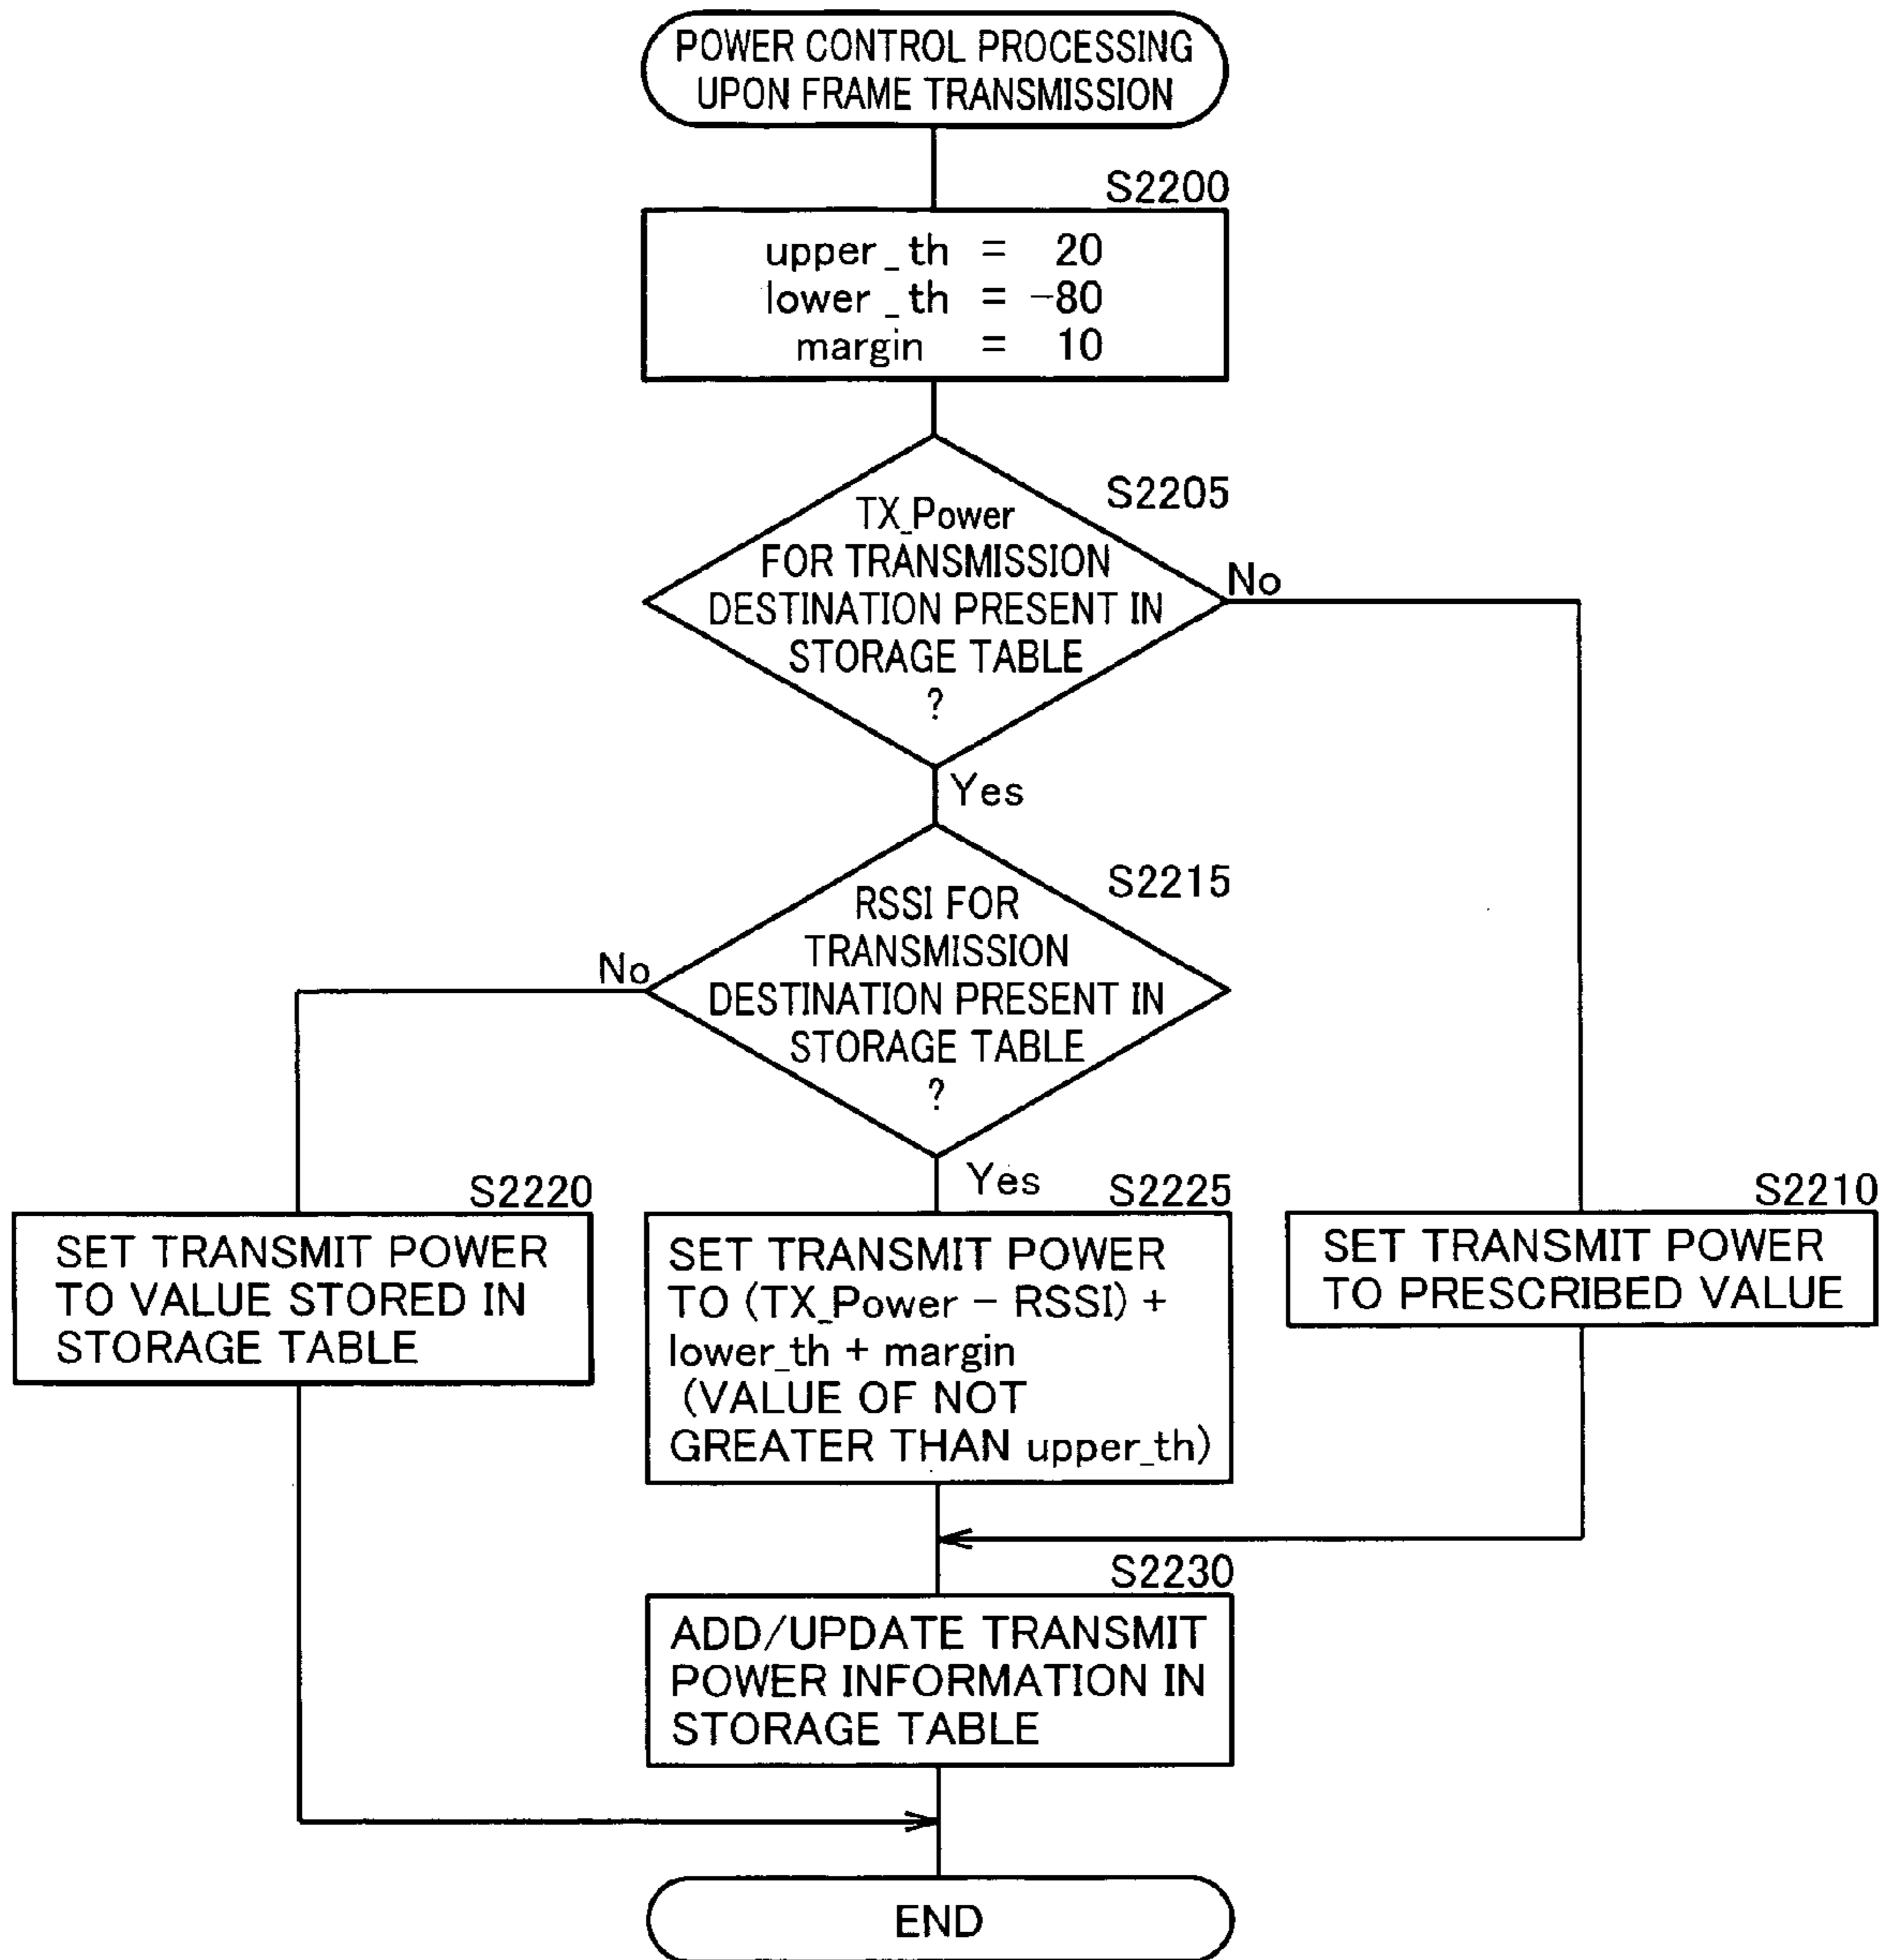 POWER CONTROL PROCESSING
UPON FRAME TRANSMISSION
S2200
upper_th = 20
lower_th = -80
margin = 10
S2205
TX_Power
FOR TRANSMISSION
DESTINATION PRESENT IN
STORAGE TABLE
?
No
Yes
S2215
RSSI FOR
TRANSMISSION
DESTINATION PRESENT IN
STORAGE TABLE
?
No
Yes
S2220
SET TRANSMIT POWER
TO VALUE STORED IN
STORAGE TABLE
S2225
SET TRANSMIT POWER
TO (TX_Power - RSSI) +
lower_th + margin
(VALUE OF NOT
GREATER THAN upper_th)
S2210
SET TRANSMIT POWER
TO PRESCRIBED VALUE
S2230
ADD/UPDATE TRANSMIT
POWER INFORMATION IN
STORAGE TABLE
END